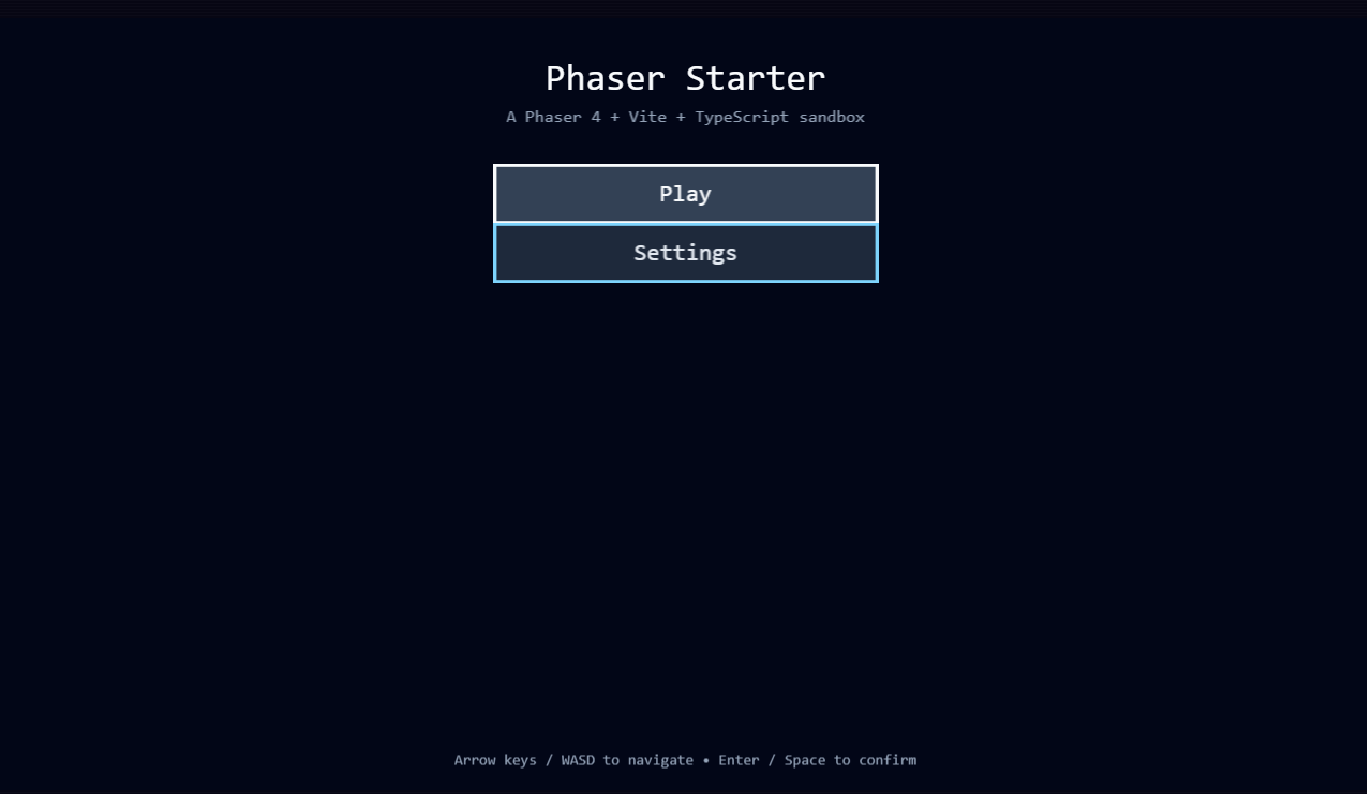 Phaser Starter
A Phaser 4 + Vite + TypeScript sandbox
Play
Settings
Arrow keys / WASD to navigate • Enter / Space to confirm